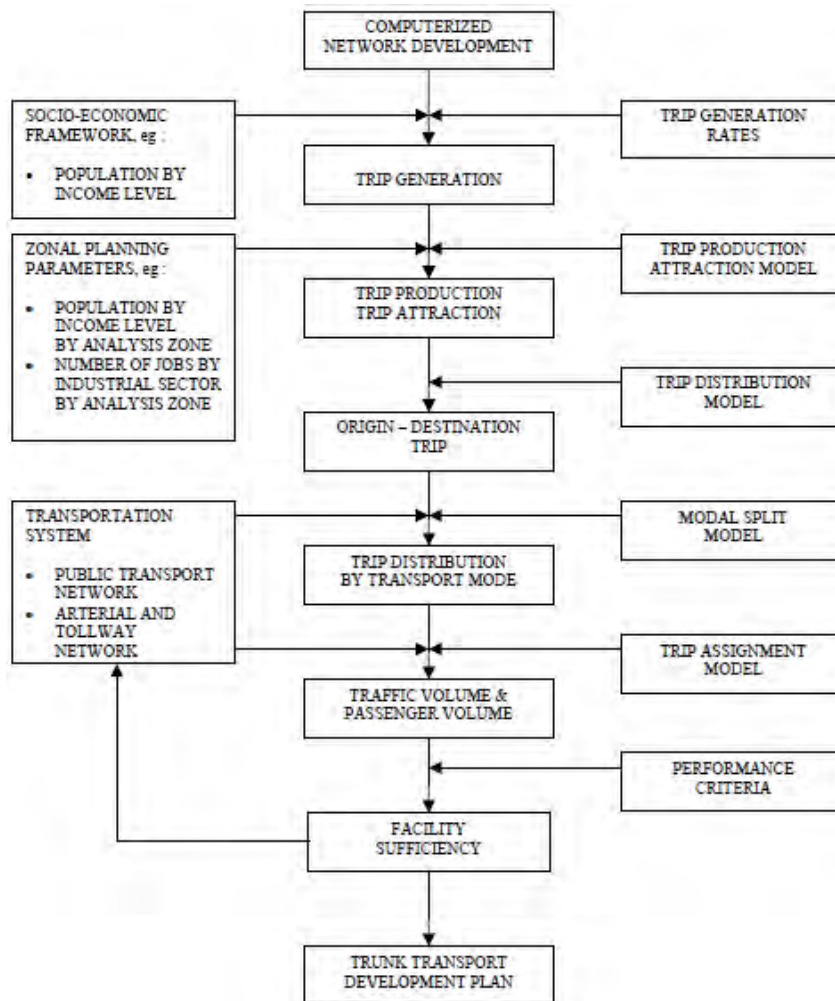 COMPUTERIZED
NETWORK DEVELOPMENT
SOCIO-ECONOMIC
FRAMEWORK, eg :
• POPULATION BY
INCOME LEVEL
TRIP GENERATION
RATES
TRIP GENERATION
ZONAL PLANNING
PARAMETERS, eg :
• POPULATION BY
INCOME LEVEL
BY ANALYSIS ZONE
• NUMBER OF JOBS BY
INDUSTRIAL SECTOR
BY ANALYSIS ZONE
TRIP PRODUCTION
ATTRACTION MODEL
TRIP PRODUCTION
TRIP ATTRACTION
TRIP DISTRIBUTION
MODEL
ORIGIN – DESTINATION
TRIP
TRANSPORTATION
SYSTEM
• PUBLIC TRANSPORT
NETWORK
• ARTERIAL AND
TOLLWAY
NETWORK
MODAL SPLIT
MODEL
TRIP DISTRIBUTION
BY TRANSPORT MODE
TRIP ASSIGNMENT
MODEL
TRAFFIC VOLUME &
PASSENGER VOLUME
PERFORMANCE
CRITERIA
FACILITY
SUFFICIENCY
TRUNK TRANSPORT
DEVELOPMENT PLAN